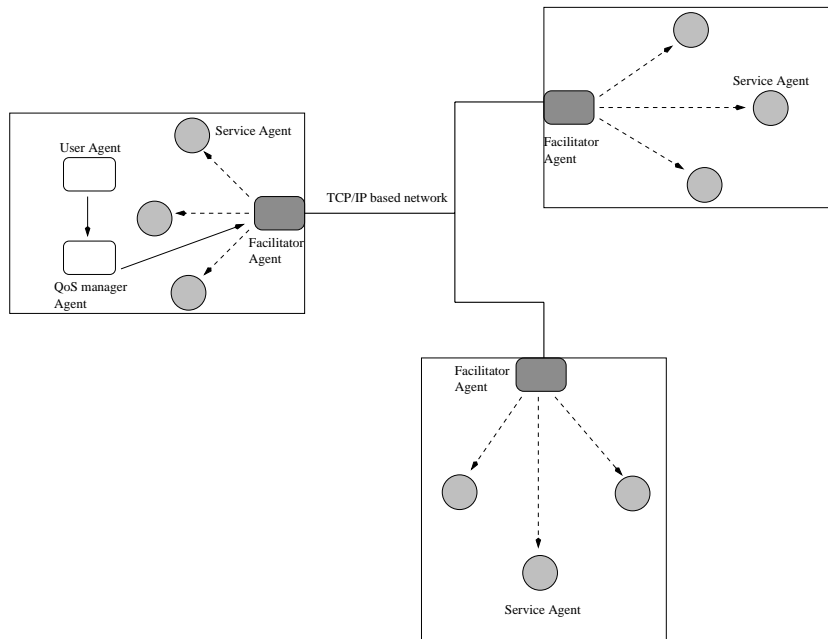 User Agent
Service Agent
QoS manager
Agent
Facilitator
Agent
TCP/IP based network
Service Agent
Facilitator
Agent
Facilitator
Agent
Service Agent